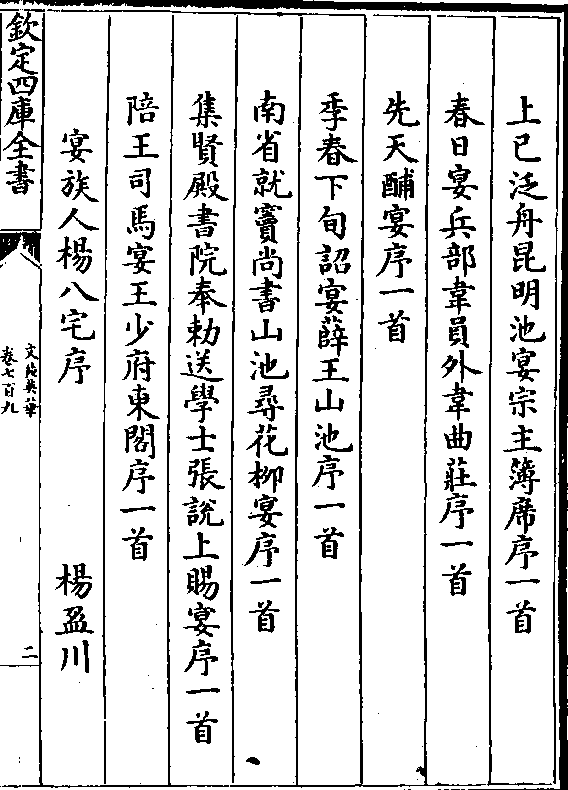 上已泛舟昆明池宴宗主簿席序一首
春日宴兵部韋員外韋曲莊序一首
先天酺宴序一首
季春下旬詔宴薛王山池序一首
南省就竇尚書山池尋花柳宴序一首
集賢殿書院奉勅送學士張說上賜宴序一首
陪王司馬宴王少府東閣序一首
宴族人楊八宅序 楊盈川
欽定四庫全書
文苑英華
卷七百九
二